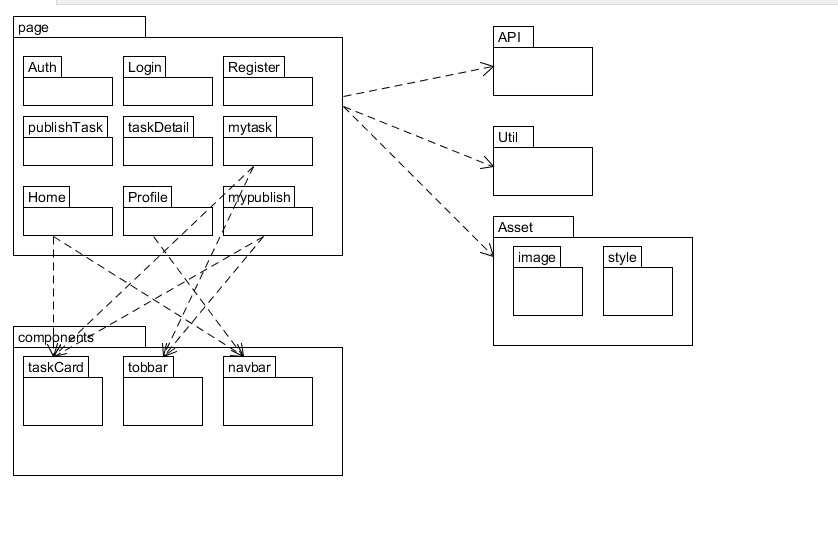 page
Auth
Login
Register
publishTask
taskDetail
mytask
Home
Profile
mypublish
components
taskCard
tobbar
navbar
API
Util
Asset
image
style